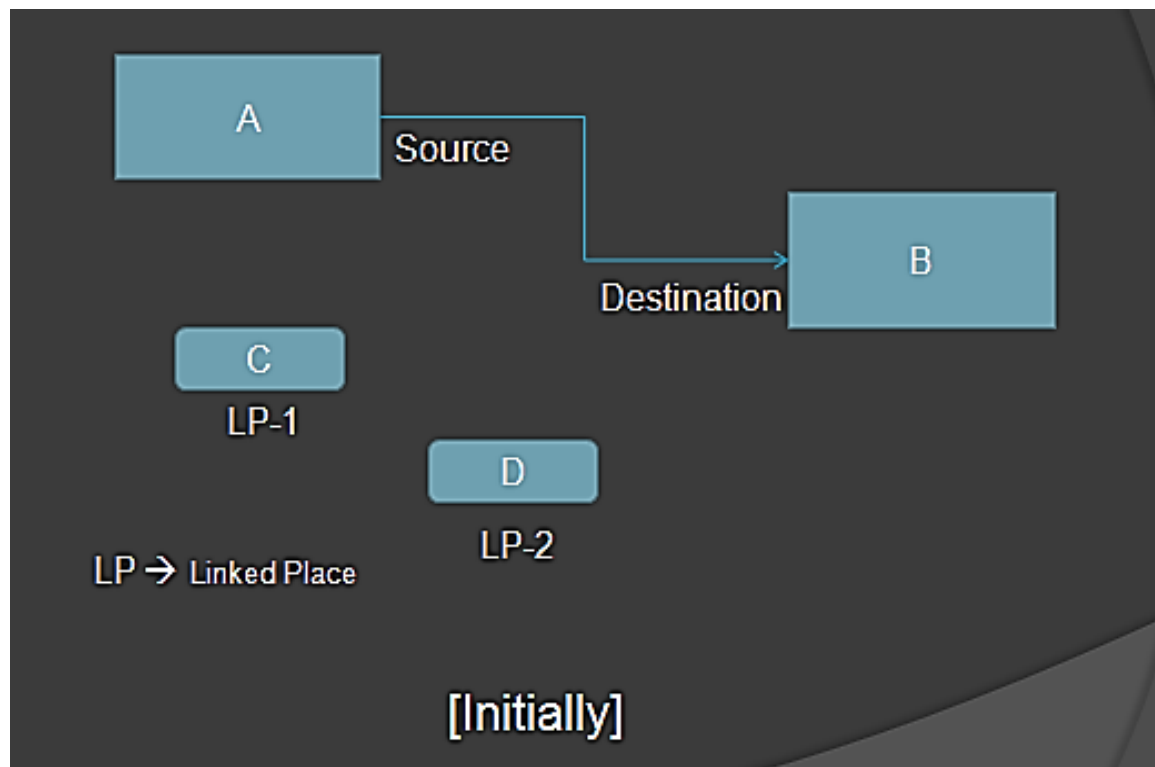 A
Source
B
Destination
C
LP-1
D
LP-2
LP → Linked Place
[Initially]